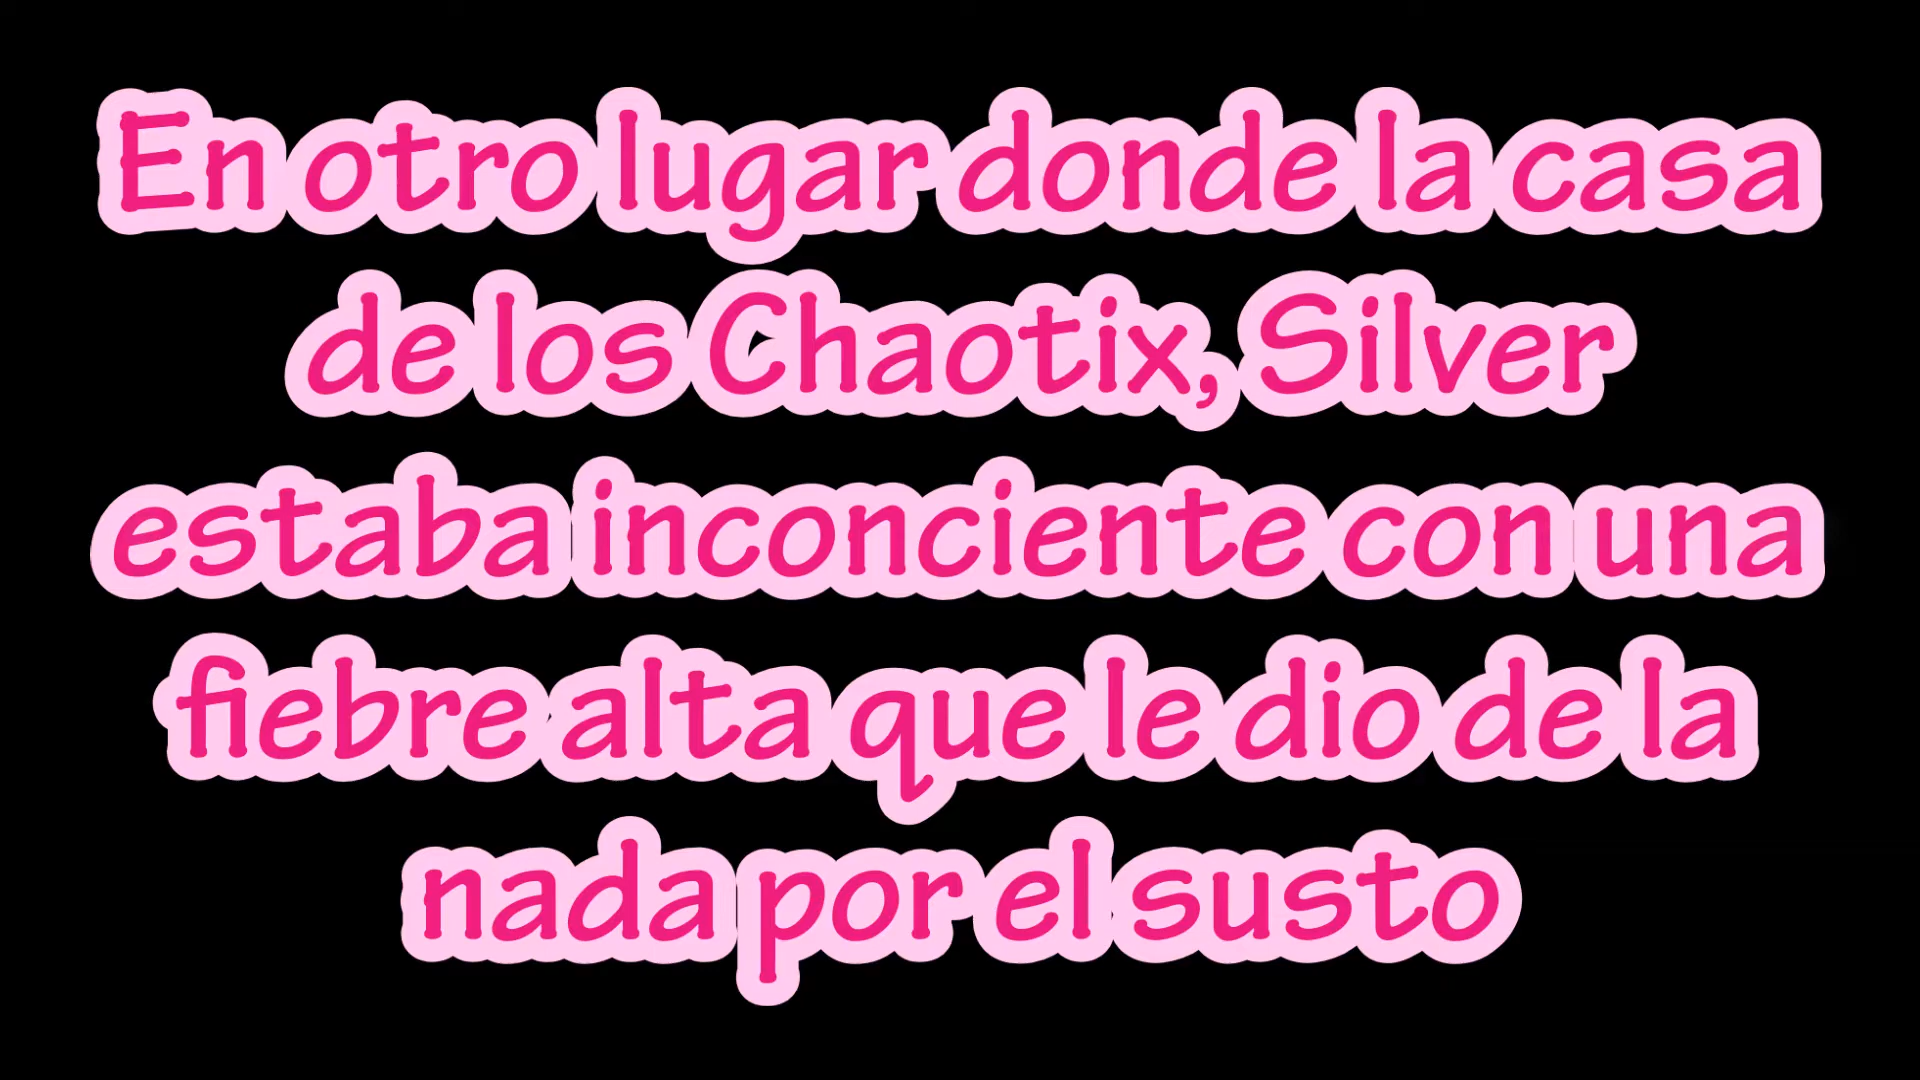 En otro lugar donde la casa
de los Chaotix, Silver
estaba inconciente con una
fiebre alta que le dio de la
nada por el susto